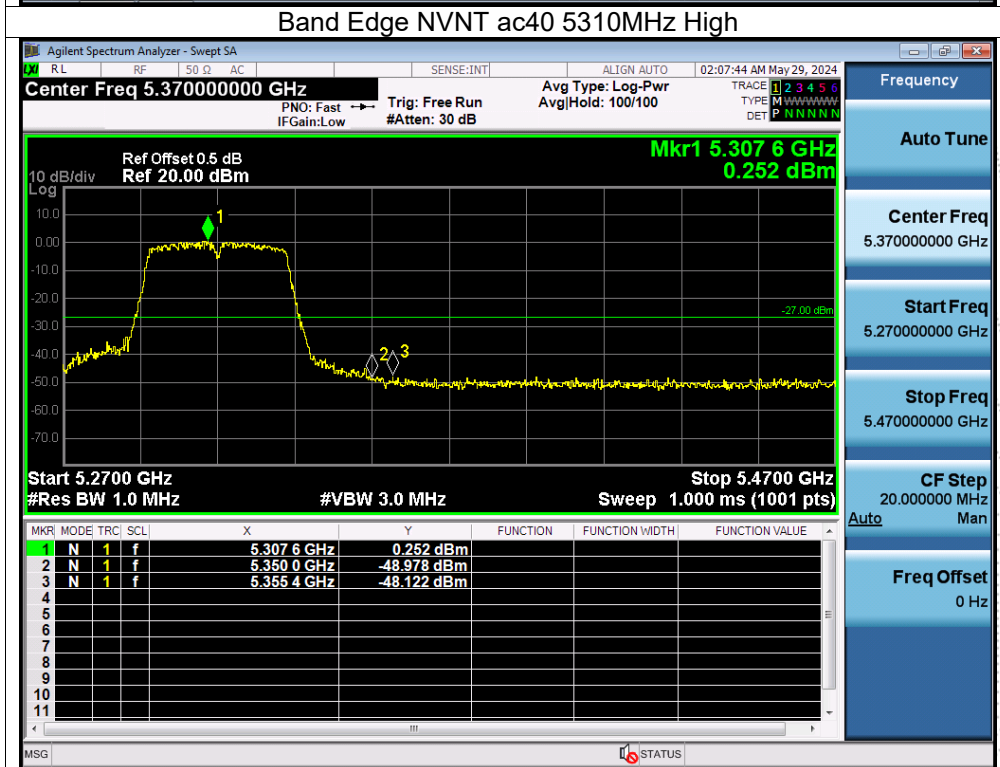 Band Edge NVNT ac40 5310MHz High
Agilent Spectrum Analyzer - Swept SA
LXI RL RF 50 Ω AC SENSE:INT ALIGN AUTO 02:07:44 AM May 29, 2024
Center Freq 5.370000000 GHz
PNO: Fast
IFGain:Low
Trig: Free Run
#Atten: 30 dB
Avg Type: Log-Pwr
Avg|Hold: 100/100
TRACE 1 2 3 4 5 6
TYPE M WWWWW
DET P N N N N N
Mkr1 5.307 6 GHz
0.252 dBm
Ref Offset 0.5 dB
10 dB/div Ref 20.00 dBm
Log
10.0
0.00
-10.0
-20.0
-30.0
-40.0
-50.0
-60.0
-70.0
1
2
3
-27.00 dBm
Start 5.2700 GHz Stop 5.4700 GHz
#Res BW 1.0 MHz #VBW 3.0 MHz Sweep 1.000 ms (1001 pts)
MKR MODE TRC SCL X Y FUNCTION FUNCTION WIDTH FUNCTION VALUE
1 N 1 f 5.307 6 GHz 0.252 dBm
2 N 1 f 5.350 0 GHz -48.978 dBm
3 N 1 f 5.355 4 GHz -48.122 dBm
4
5
6
7
8
9
10
11
MSG STATUS
Frequency
Auto Tune
Center Freq
5.370000000 GHz
Start Freq
5.270000000 GHz
Stop Freq
5.470000000 GHz
CF Step
20.000000 MHz
Auto Man
Freq Offset
0 Hz